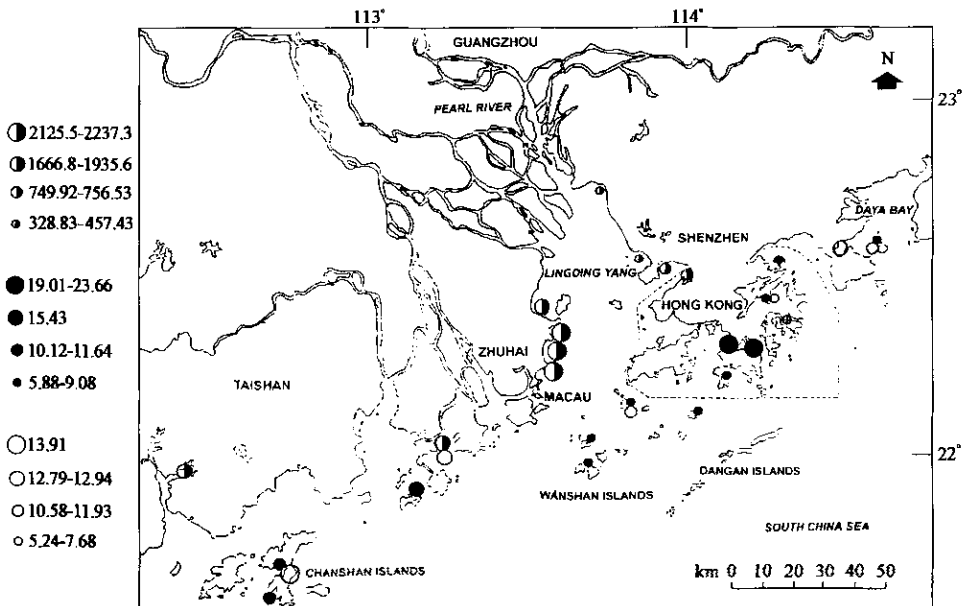 113°
114°
GUANGZHOU
N
PEARL RIVER
23°
2125.5-2237.3
1666.8-1935.6
749.92-756.53
328.83-457.43
DAYA BAY
SHENZHEN
LINGDING YANG
19.01-23.66
15.43
10.12-11.64
5.88-9.08
HONG KONG
ZHUHAI
TAISHAN
MACAU
13.91
12.79-12.94
10.58-11.93
5.24-7.68
22°
DANGAN ISLANDS
WANSHAN ISLANDS
SOUTH CHINA SEA
CHANSHAN ISLANDS
km 0 10 20 30 40 50